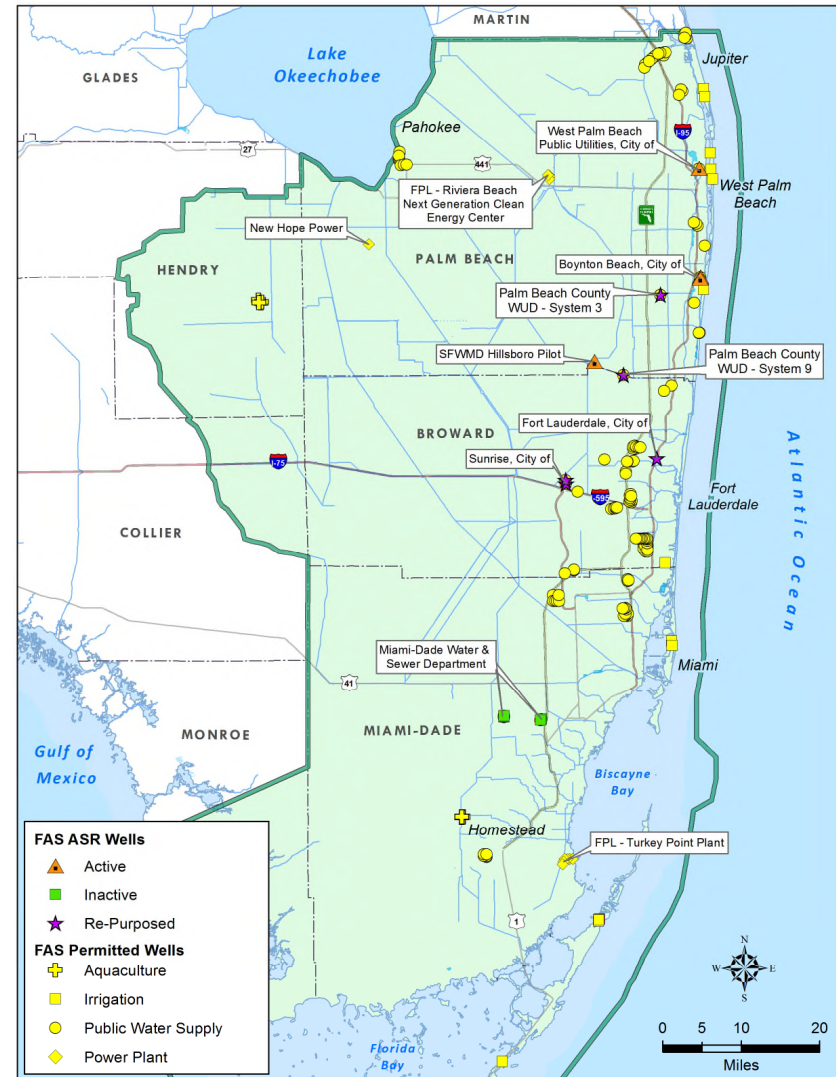 MARTIN
Lake
Okeechobee
GLADES
Jupiter
Pahokee
I-95
West Palm Beach
Public Utilities, City of
27
441
FPL - Riviera Beach
Next Generation Clean
Energy Center
West Palm
Beach
New Hope Power
HENDRY
PALM BEACH
Boynton Beach, City of
Palm Beach County
WUD - System 3
SFWMD Hillsboro Pilot
Palm Beach County
WUD - System 9
Fort Lauderdale, City of
BROWARD
Sunrise, City of
I-75
I-595
Fort
Lauderdale
Atlantic Ocean
COLLIER
Miami-Dade Water &
Sewer Department
Miami
41
MIAMI-DADE
MONROE
Gulf of
Mexico
Biscayne
Bay
Homestead
FPL - Turkey Point Plant
1
FAS ASR Wells
Active
Inactive
Re-Purposed
FAS Permitted Wells
Aquaculture
Irrigation
Public Water Supply
Power Plant
Florida
Bay
N
W
E
S
0 5 10 20
Miles